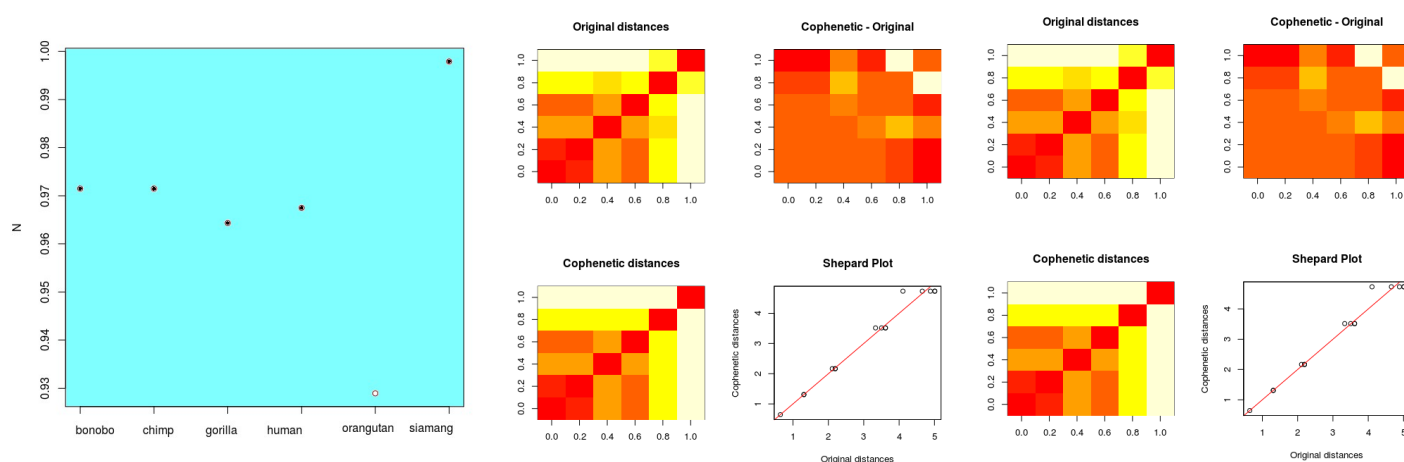 N
1.00
0.99
0.98
0.97
0.96
0.95
0.94
0.93
bonobo chimp gorilla human orangutan siamang
Original distances
1.0
0.8
0.6
0.4
0.2
0.0
0.0 0.2 0.4 0.6 0.8 1.0
Cophenetic - Original
1.0
0.8
0.6
0.4
0.2
0.0
0.0 0.2 0.4 0.6 0.8 1.0
Cophenetic distances
1.0
0.8
0.6
0.4
0.2
0.0
0.0 0.2 0.4 0.6 0.8 1.0
Shepard Plot
Cophenetic distances
4
3
2
1
1 2 3 4 5
Original distances
Original distances
1.0
0.8
0.6
0.4
0.2
0.0
0.0 0.2 0.4 0.6 0.8 1.0
Cophenetic - Original
1.0
0.8
0.6
0.4
0.2
0.0
0.0 0.2 0.4 0.6 0.8 1.0
Cophenetic distances
1.0
0.8
0.6
0.4
0.2
0.0
0.0 0.2 0.4 0.6 0.8 1.0
Shepard Plot
Cophenetic distances
4
3
2
1
1 2 3 4 5
Original distances